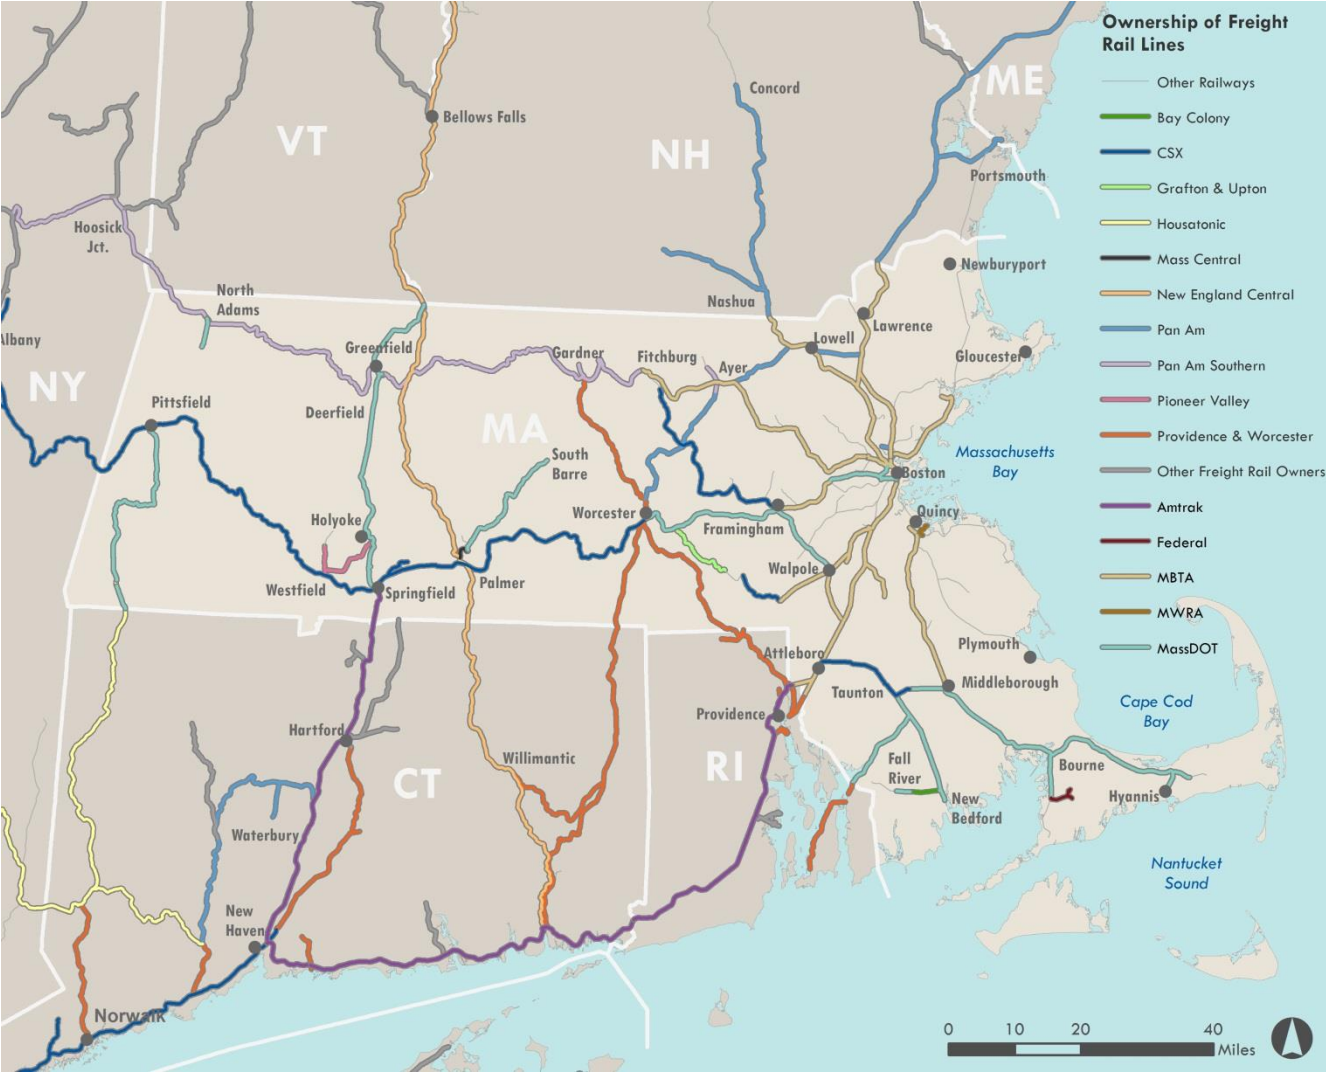 Ownership of Freight
Rail Lines
Other Railways
Bay Colony
CSX
Grafton & Upton
Housatonic
Mass Central
New England Central
Pan Am
Pan Am Southern
Pioneer Valley
Providence & Worcester
Other Freight Rail Owners
Amtrak
Federal
MBTA
MWRA
MassDOT
ME
Concord
Bellows Falls
VT
NH
Portsmouth
Hoosick
Jct.
Newburyport
North
Adams
Nashua
Lawrence
Albany
Greenfield
Gardner
Fitchburg
Ayer
Lowell
Gloucester
NY
Pittsfield
Deerfield
MA
South
Barre
Massachusetts
Bay
Boston
Holyoke
Worcester
Framingham
Quincy
Westfield
Springfield
Palmer
Walpole
Attleboro
Plymouth
Taunton
Middleborough
Cape Cod
Bay
Hartford
Providence
Willimantic
CT
RI
Fall
River
Bourne
New
Bedford
Hyannis
Waterbury
Nantucket
Sound
New
Haven
Norwalk
0 10 20 40
Miles